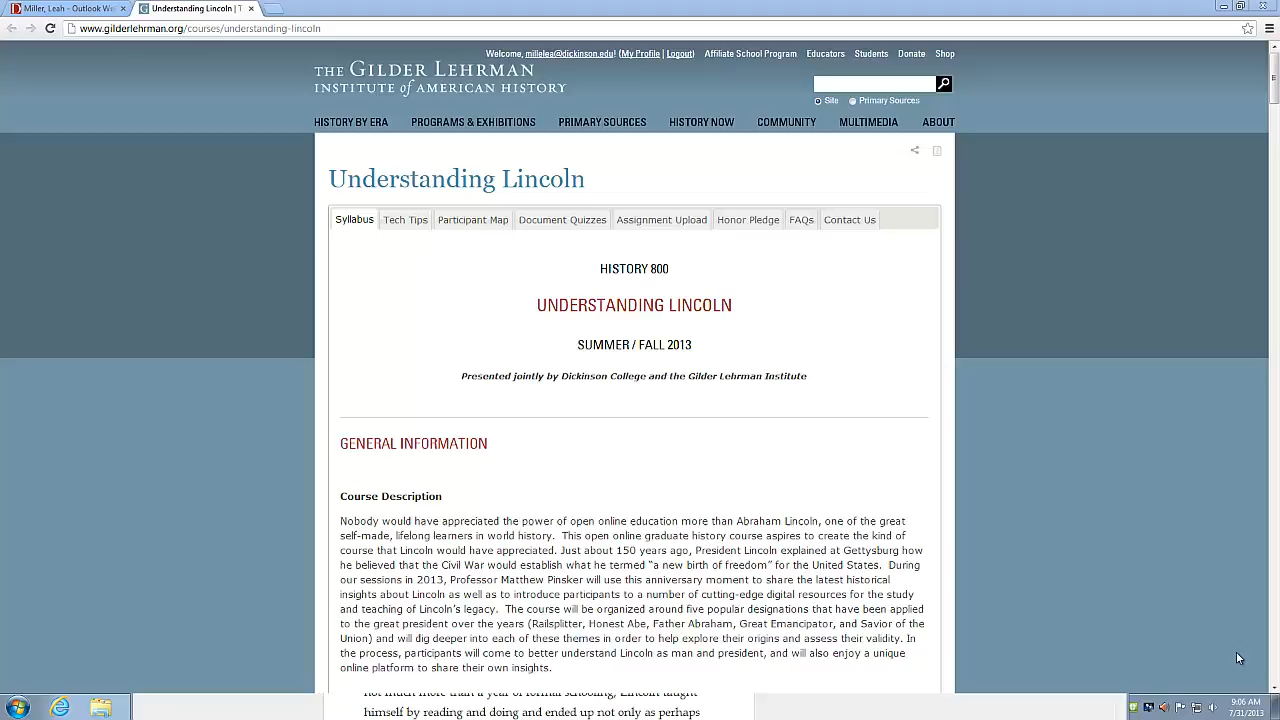 Miller, Leah - Outlook We
Understanding Lincoln | T
www.gilderlehrman.org/courses/understanding-lincoln
Welcome, millelea@dickinson.edu! (My Profile | Logout) Affiliate School Program Educators Students Donate Shop
THE GILDER LEHRMAN
INSTITUTE of AMERICAN HISTORY
Site Primary Sources
HISTORY BY ERA PROGRAMS & EXHIBITIONS PRIMARY SOURCES HISTORY NOW COMMUNITY MULTIMEDIA ABOUT
Understanding Lincoln
Syllabus Tech Tips Participant Map Document Quizzes Assignment Upload Honor Pledge FAQs Contact Us
HISTORY 800
UNDERSTANDING LINCOLN
SUMMER / FALL 2013
Presented jointly by Dickinson College and the Gilder Lehrman Institute
GENERAL INFORMATION
Course Description
Nobody would have appreciated the power of open online education more than Abraham Lincoln, one of the great
self-made, lifelong learners in world history.  This open online graduate history course aspires to create the kind of
course that Lincoln would have appreciated. Just about 150 years ago, President Lincoln explained at Gettysburg how
he believed that the Civil War would establish what he termed “a new birth of freedom” for the United States.  During
our sessions in 2013, Professor Matthew Pinsker will use this anniversary moment to share the latest historical
insights about Lincoln as well as to introduce participants to a number of cutting-edge digital resources for the study
and teaching of Lincoln’s legacy.  The course will be organized around five popular designations that have been applied
to the great president over the years (Railsplitter, Honest Abe, Father Abraham, Great Emancipator, and Savior of the
Union) and will dig deeper into each of these themes in order to help explore their origins and assess their validity. In
the process, participants will come to better understand Lincoln as man and president, and will also enjoy a unique
online platform to share their own insights.
not much more than a year of formal schooling, Lincoln taught
himself by reading and doing and ended up not only as perhaps
9:06 AM
7/31/2013